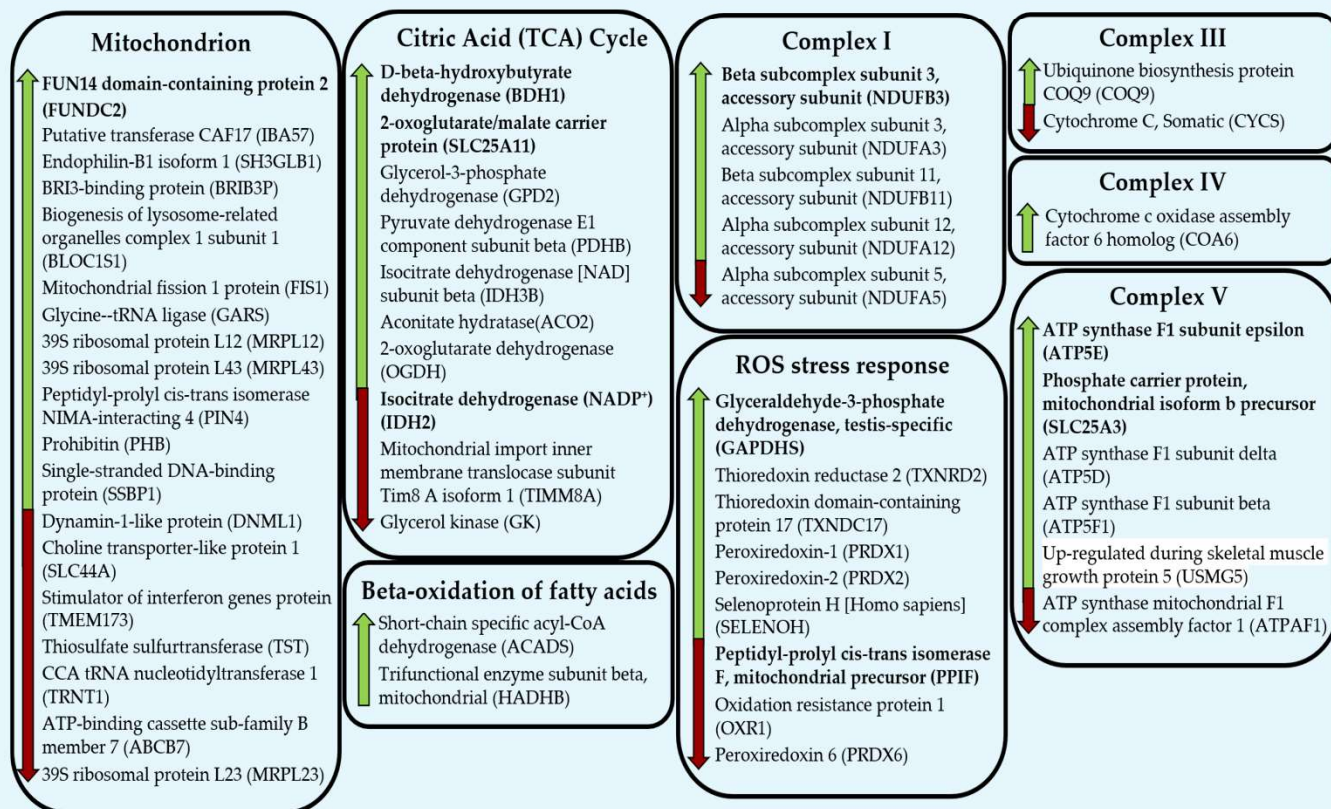 Mitochondrion
FUN14 domain-containing protein 2
(FUNDC2)
Putative transferase CAF17 (IBA57)
Endophilin-B1 isoform 1 (SH3GLB1)
BRI3-binding protein (BRIB3P)
Biogenesis of lysosome-related
organelles complex 1 subunit 1
(BLOC1S1)
Mitochondrial fission 1 protein (FIS1)
Glycine--tRNA ligase (GARS)
39S ribosomal protein L12 (MRPL12)
39S ribosomal protein L43 (MRPL43)
Peptidyl-prolyl cis-trans isomerase
NIMA-interacting 4 (PIN4)
Prohibitin (PHB)
Single-stranded DNA-binding
protein (SSBP1)
Dynamin-1-like protein (DNML1)
Choline transporter-like protein 1
(SLC44A)
Stimulator of interferon genes protein
(TMEM173)
Thiosulfate sulfurtransferase (TST)
CCA tRNA nucleotidyltransferase 1
(TRNT1)
ATP-binding cassette sub-family B
member 7 (ABCB7)
39S ribosomal protein L23 (MRPL23)
Citric Acid (TCA) Cycle
D-beta-hydroxybutyrate
dehydrogenase (BDH1)
2-oxoglutarate/malate carrier
protein (SLC25A11)
Glycerol-3-phosphate
dehydrogenase (GPD2)
Pyruvate dehydrogenase E1
component subunit beta (PDHB)
Isocitrate dehydrogenase [NAD]
subunit beta (IDH3B)
Aconitate hydratase(ACO2)
2-oxoglutarate dehydrogenase
(OGDH)
Isocitrate dehydrogenase (NADP⁺)
(IDH2)
Mitochondrial import inner
membrane translocase subunit
Tim8 A isoform 1 (TIMM8A)
Glycerol kinase (GK)
Beta-oxidation of fatty acids
Short-chain specific acyl-CoA
dehydrogenase (ACADS)
Trifunctional enzyme subunit beta,
mitochondrial (HADHB)
Complex I
Beta subcomplex subunit 3,
accessory subunit (NDUFB3)
Alpha subcomplex subunit 3,
accessory subunit (NDUFA3)
Beta subcomplex subunit 11,
accessory subunit (NDUFB11)
Alpha subcomplex subunit 12,
accessory subunit (NDUFA12)
Alpha subcomplex subunit 5,
accessory subunit (NDUFA5)
ROS stress response
Glyceraldehyde-3-phosphate
dehydrogenase, testis-specific
(GAPDHS)
Thioredoxin reductase 2 (TXNRD2)
Thioredoxin domain-containing
protein 17 (TXNDC17)
Peroxiredoxin-1 (PRDX1)
Peroxiredoxin-2 (PRDX2)
Selenoprotein H [Homo sapiens]
(SELENOH)
Peptidyl-prolyl cis-trans isomerase
F, mitochondrial precursor (PPIF)
Oxidation resistance protein 1
(OXR1)
Peroxiredoxin 6 (PRDX6)
Complex III
Ubiquinone biosynthesis protein
COQ9 (COQ9)
Cytochrome C, Somatic (CYCS)
Complex IV
Cytochrome c oxidase assembly
factor 6 homolog (COA6)
Complex V
ATP synthase F1 subunit epsilon
(ATP5E)
Phosphate carrier protein,
mitochondrial isoform b precursor
(SLC25A3)
ATP synthase F1 subunit delta
(ATP5D)
ATP synthase F1 subunit beta
(ATP5F1)
Up-regulated during skeletal muscle
growth protein 5 (USMG5)
ATP synthase mitochondrial F1
complex assembly factor 1 (ATPAF1)